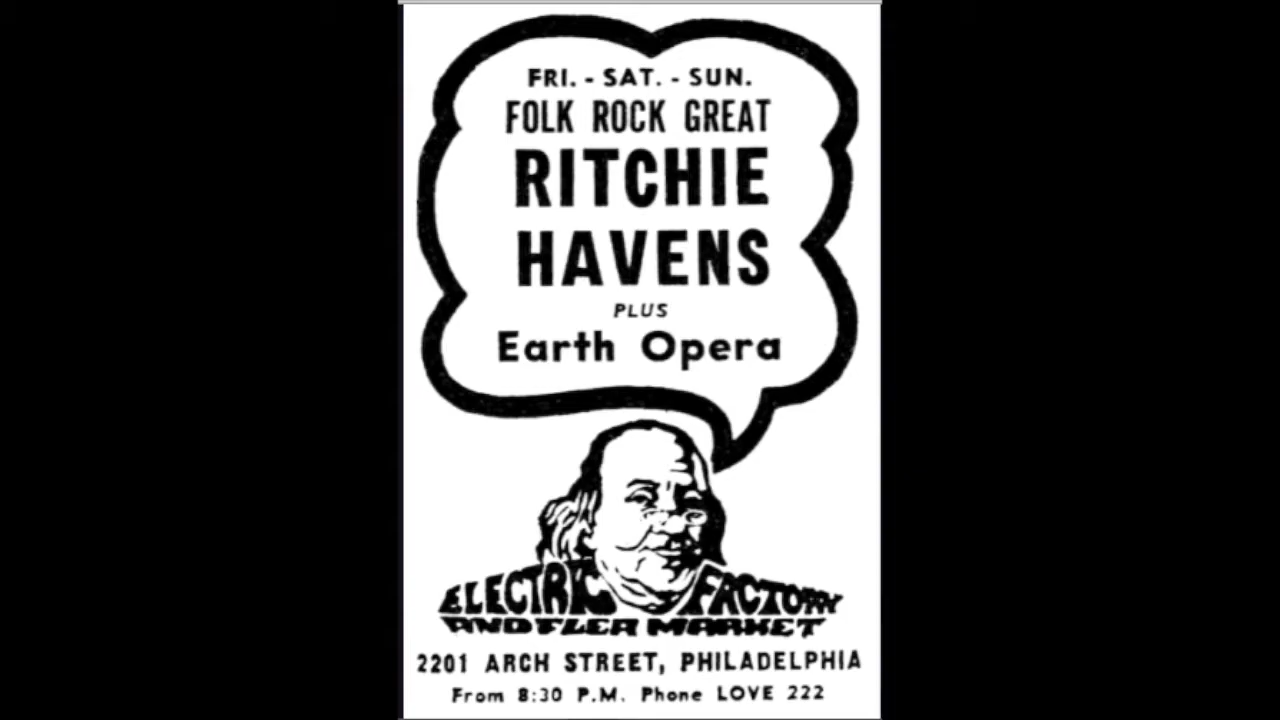 FRI. - SAT. - SUN.
FOLK ROCK GREAT
RITCHIE
HAVENS
PLUS
Earth Opera
ELECTRIC FACTORY
AND FLEA MARKET
2201 ARCH STREET, PHILADELPHIA
From 8:30 P.M. Phone LOVE 222